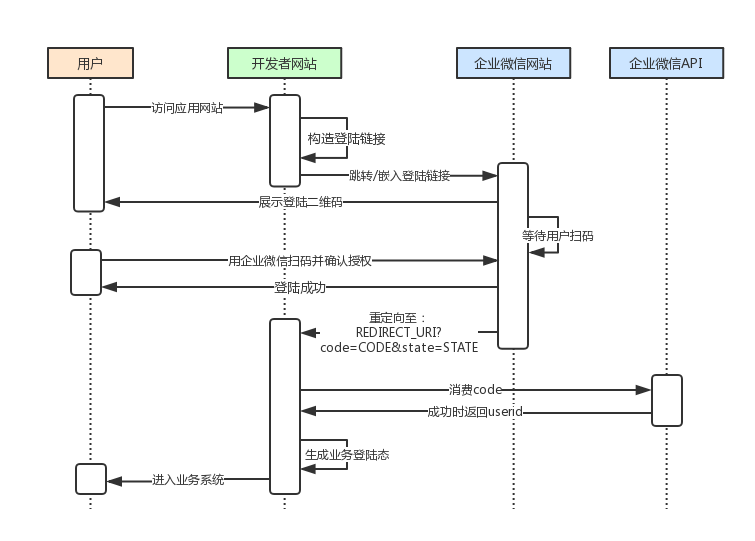 用户
开发者网站
企业微信网站
企业微信API
访问应用网站
构造登陆链接
跳转/嵌入登陆链接
展示登陆二维码
等待用户扫码
用企业微信扫码并确认授权
登陆成功
重定向至：
REDIRECT_URI?
code=CODE&state=STATE
消费code
成功时返回userid
生成业务登陆态
进入业务系统